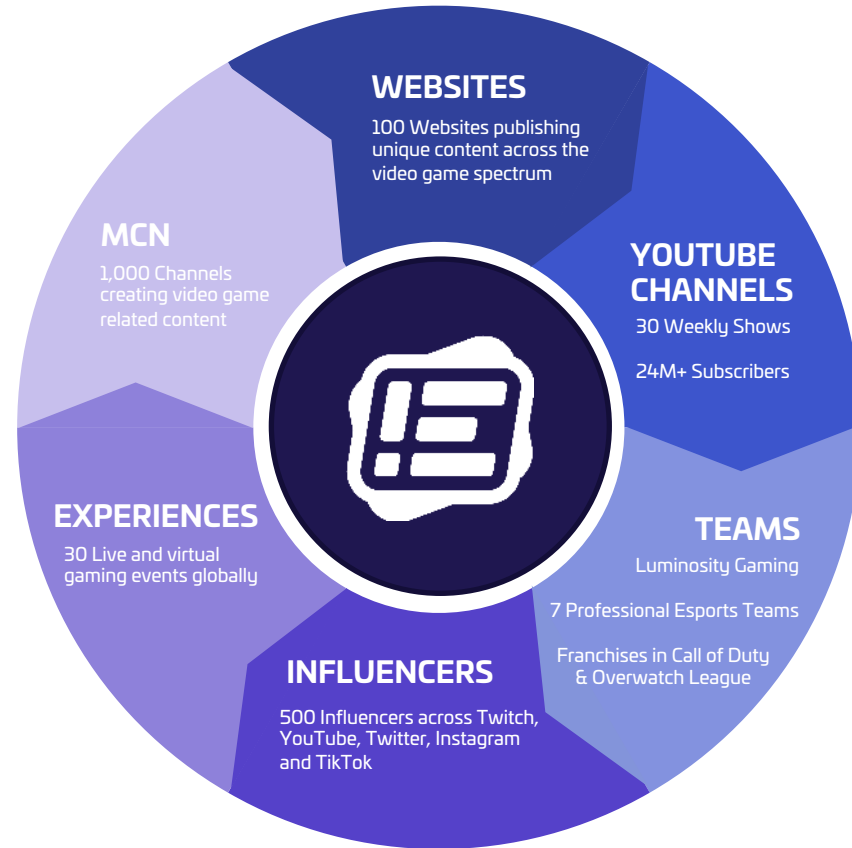 WEBSITES
100 Websites publishing
unique content across the
video game spectrum
YOUTUBE
CHANNELS
30 Weekly Shows
24M+ Subscribers
TEAMS
Luminosity Gaming
7 Professional Esports Teams
Franchises in Call of Duty
& Overwatch League
INFLUENCERS
500 Influencers across Twitch,
YouTube, Twitter, Instagram
and TikTok
EXPERIENCES
30 Live and virtual
gaming events globally
MCN
1,000 Channels
creating video game
related content